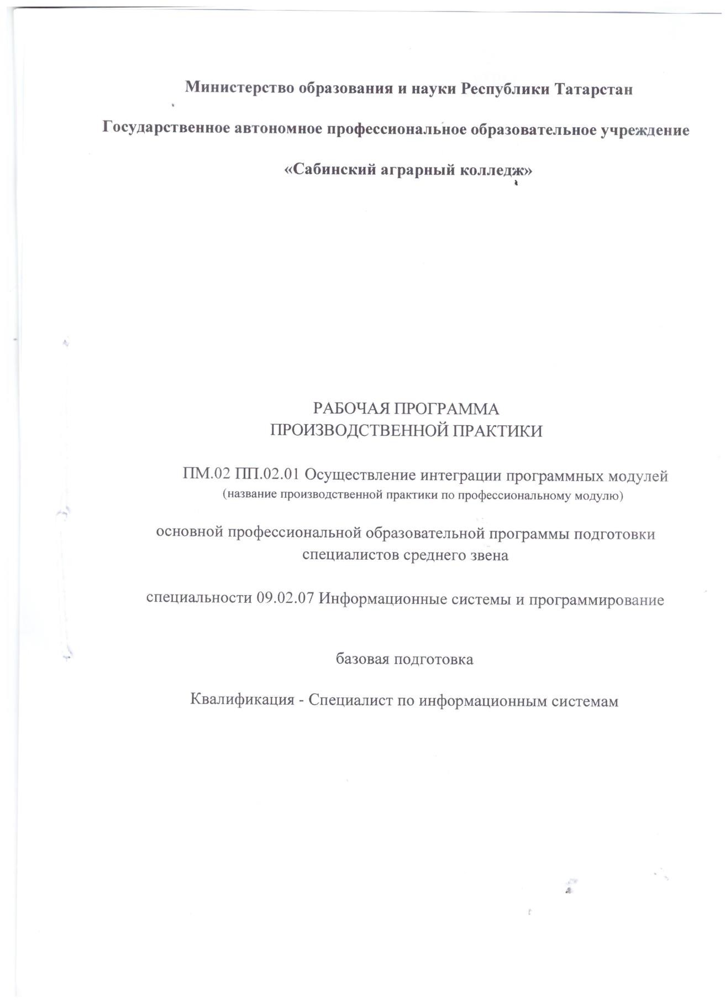 Министерство образования и науки Республики Татарстан
Государственное автономное профессиональное образовательное учреждение
«Сабинский аграрный колледж»
РАБОЧАЯ ПРОГРАММА
ПРОИЗВОДСТВЕННОЙ ПРАКТИКИ
ПМ.02 ПП.02.01 Осуществление интеграции программных модулей
(название производственной практики по профессиональному модулю)
основной профессиональной образовательной программы подготовки
специалистов среднего звена
специальности 09.02.07 Информационные системы и программирование
базовая подготовка
Квалификация - Специалист по информационным системам